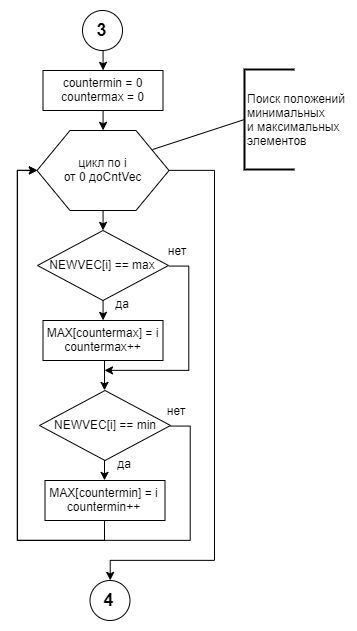 3
countermin = 0
countermax = 0
Поиск положений
минимальных
и максимальных
элементов
цикл по i
от 0 доCntVec
нет
NEWVEC[i] == max
да
MAX[countermax] = i
countermax++
нет
NEWVEC[i] == min
да
MAX[countermin] = i
countermin++
4